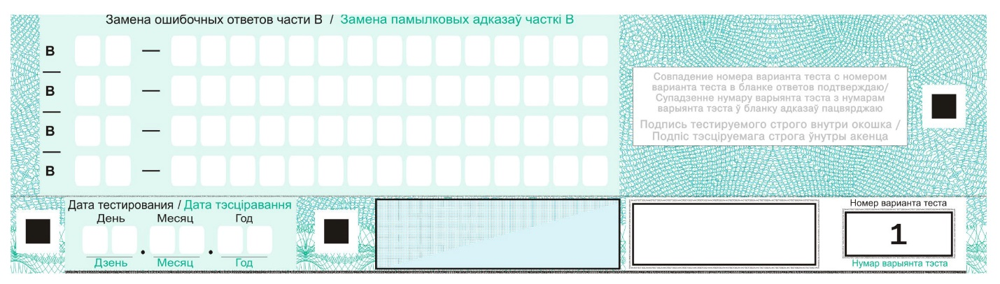 Замена ошибочных ответов части В / Замена памылковых адказаў часткі В
В —
В —
В —
В —
Совпадение номера варианта теста с номером
варианта теста в бланке ответов подтверждаю/
Супадзенне нумару варыянта тэста з нумарам
варыянта тэста ў бланку адказаў пацвярджаю
Подпись тестируемого строго внутри окошка /
Подпіс тэсціруемага строга ўнутры акенца
Дата тестирования / Дата тэсціравання
День Месяц Год
. .
Дзень Месяц Год
Номер варианта теста
1
Нумар варыянта тэста